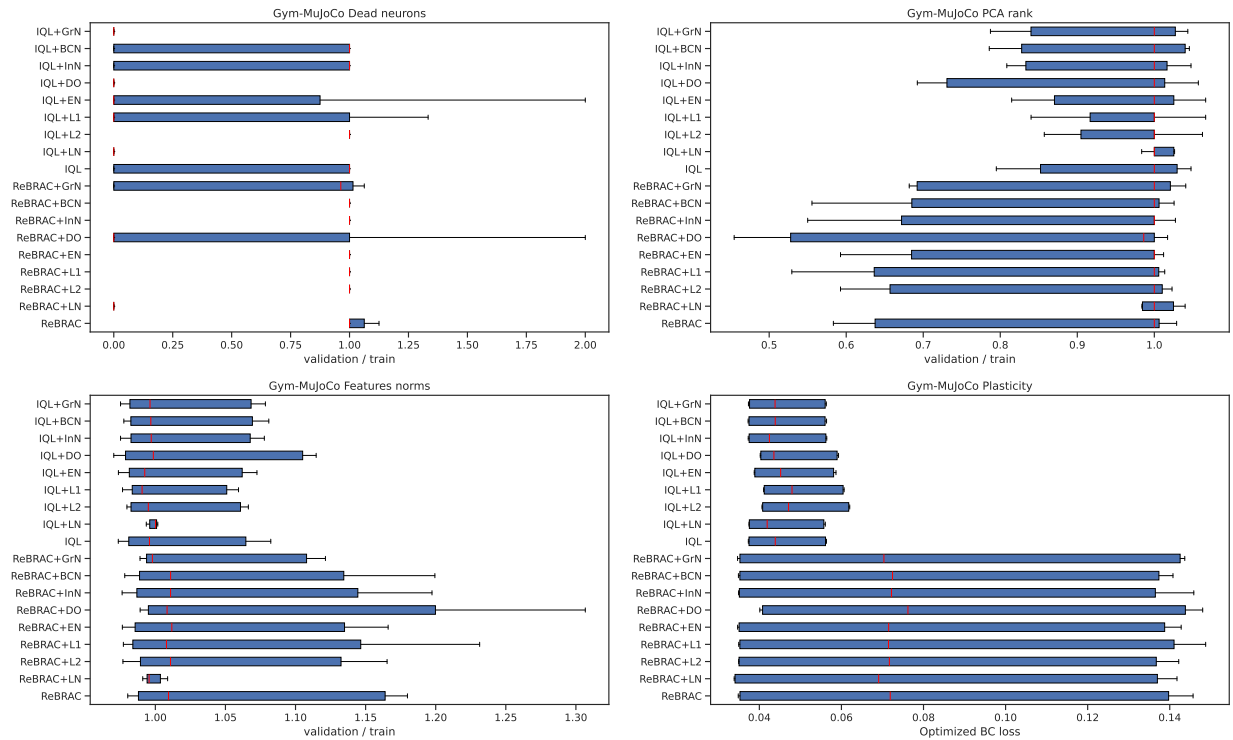 Gym-MuJoCo Dead neurons
IQL+GrN
IQL+BCN
IQL+InN
IQL+DO
IQL+EN
IQL+L1
IQL+L2
IQL+LN
IQL
ReBRAC+GrN
ReBRAC+BCN
ReBRAC+InN
ReBRAC+DO
ReBRAC+EN
ReBRAC+L1
ReBRAC+L2
ReBRAC+LN
ReBRAC
0.00 0.25 0.50 0.75 1.00 1.25 1.50 1.75 2.00
validation / train
Gym-MuJoCo PCA rank
IQL+GrN
IQL+BCN
IQL+InN
IQL+DO
IQL+EN
IQL+L1
IQL+L2
IQL+LN
IQL
ReBRAC+GrN
ReBRAC+BCN
ReBRAC+InN
ReBRAC+DO
ReBRAC+EN
ReBRAC+L1
ReBRAC+L2
ReBRAC+LN
ReBRAC
0.5 0.6 0.7 0.8 0.9 1.0
validation / train
Gym-MuJoCo Features norms
IQL+GrN
IQL+BCN
IQL+InN
IQL+DO
IQL+EN
IQL+L1
IQL+L2
IQL+LN
IQL
ReBRAC+GrN
ReBRAC+BCN
ReBRAC+InN
ReBRAC+DO
ReBRAC+EN
ReBRAC+L1
ReBRAC+L2
ReBRAC+LN
ReBRAC
1.00 1.05 1.10 1.15 1.20 1.25 1.30
validation / train
Gym-MuJoCo Plasticity
IQL+GrN
IQL+BCN
IQL+InN
IQL+DO
IQL+EN
IQL+L1
IQL+L2
IQL+LN
IQL
ReBRAC+GrN
ReBRAC+BCN
ReBRAC+InN
ReBRAC+DO
ReBRAC+EN
ReBRAC+L1
ReBRAC+L2
ReBRAC+LN
ReBRAC
0.04 0.06 0.08 0.10 0.12 0.14
Optimized BC loss